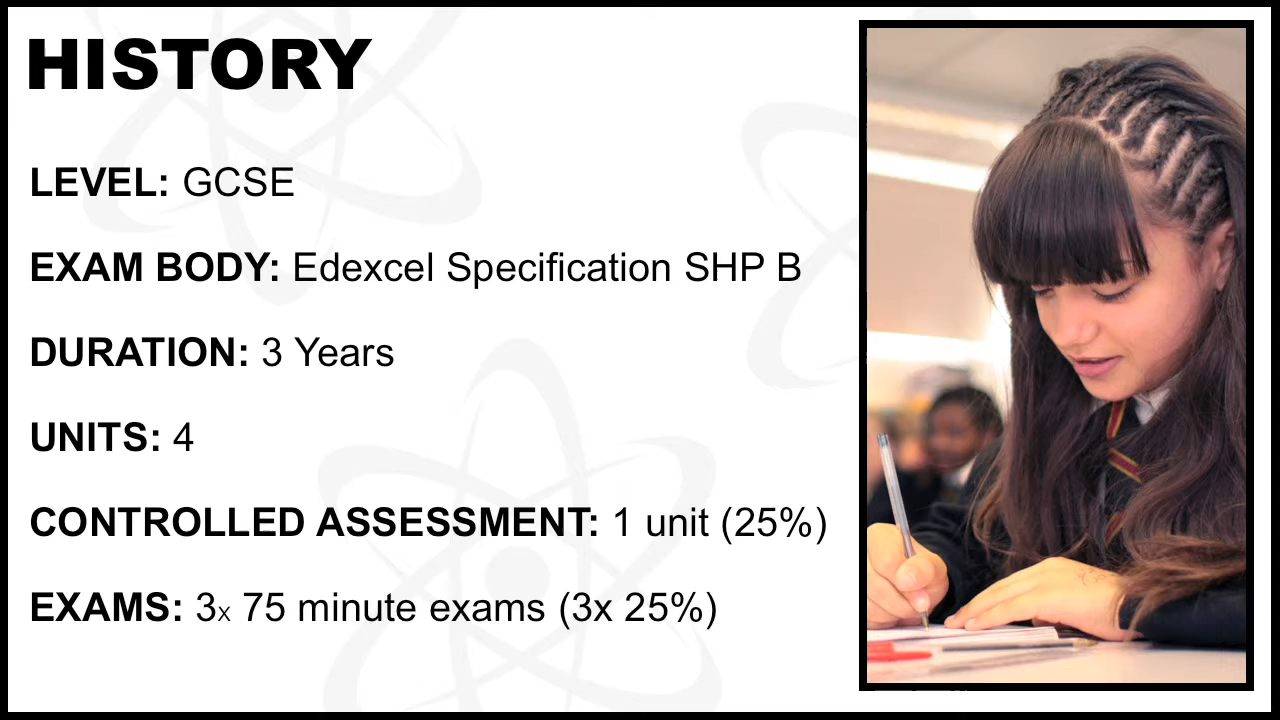 HISTORY
LEVEL: GCSE
EXAM BODY: Edexcel Specification SHP B
DURATION: 3 Years
UNITS: 4
CONTROLLED ASSESSMENT: 1 unit (25%)
EXAMS: 3x 75 minute exams (3x 25%)